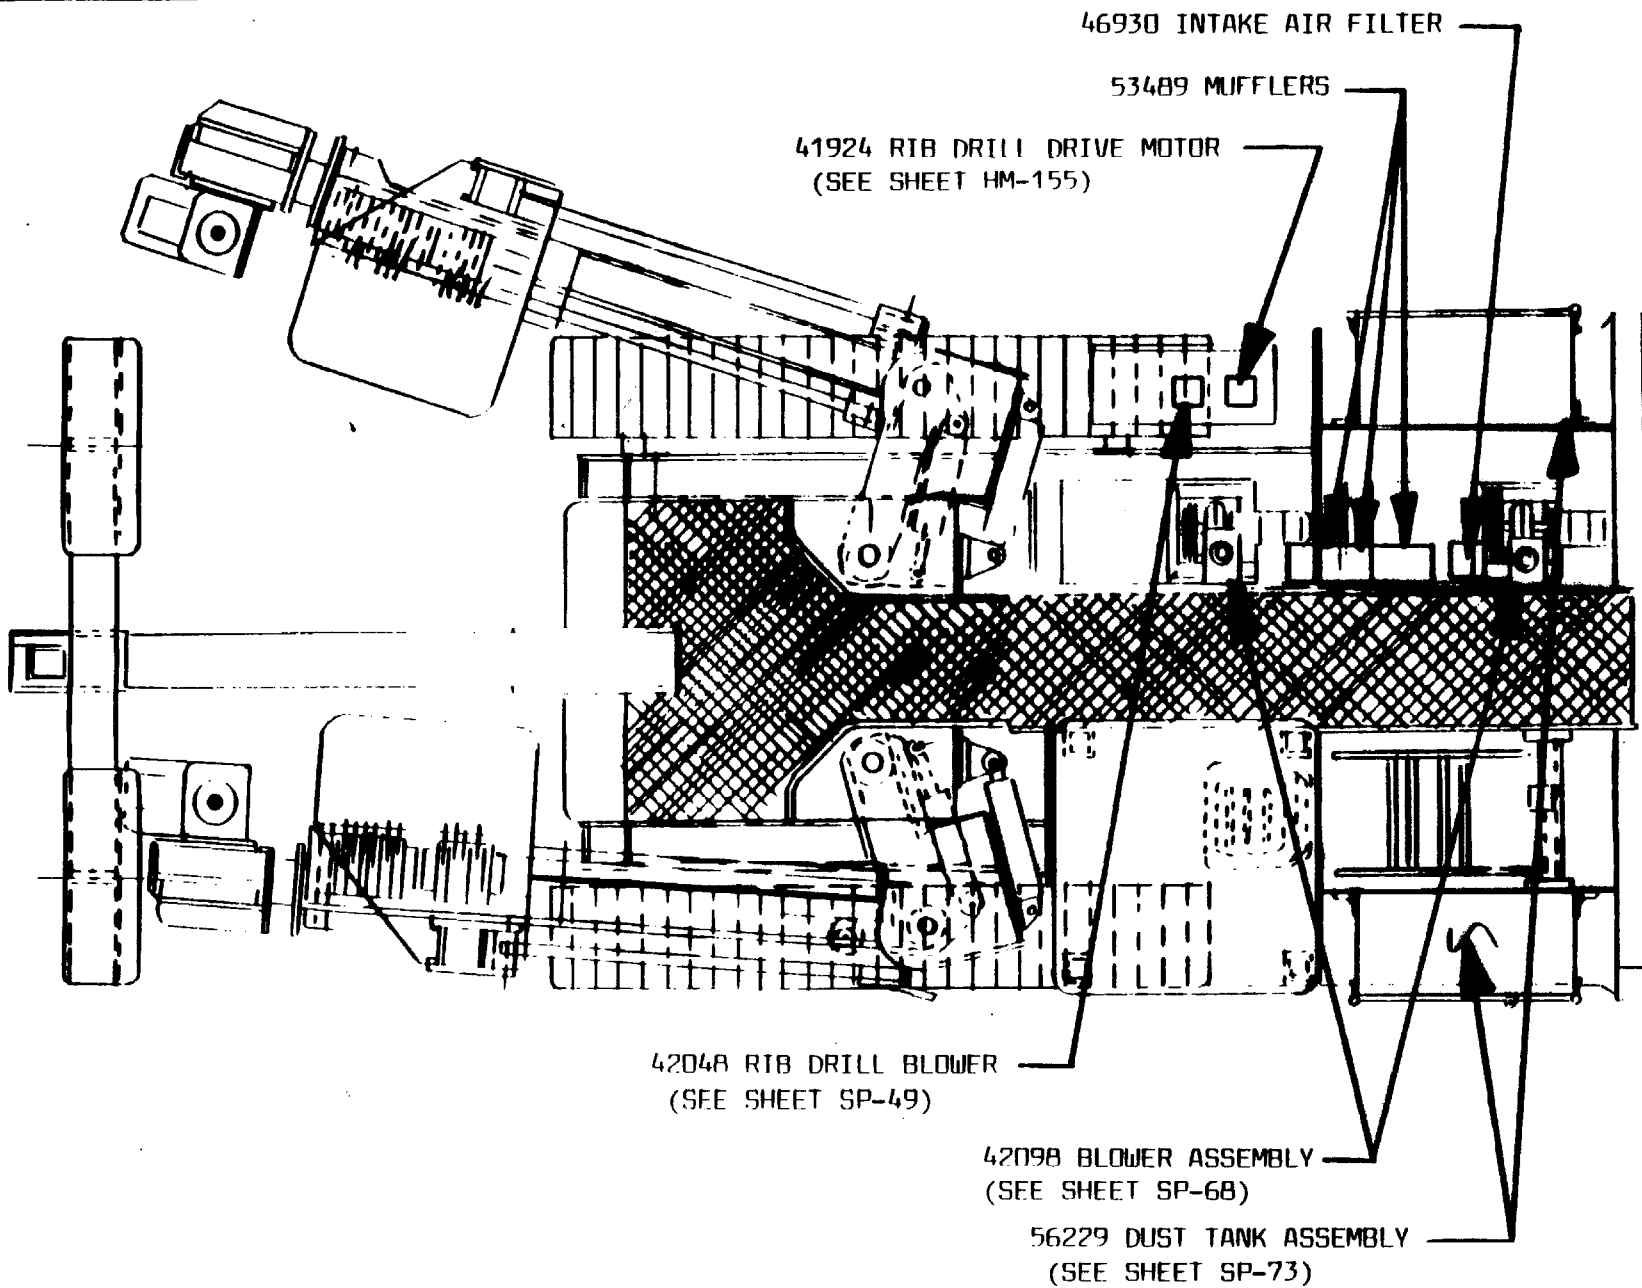 46930 INTAKE AIR FILTER
53489 MUFFLERS
41924 RIB DRILL DRIVE MOTOR
(SEE SHEET HM-155)
42048 RIB DRILL BLOWER
(SEE SHEET SP-49)
42098 BLOWER ASSEMBLY
(SEE SHEET SP-68)
56229 DUST TANK ASSEMBLY
(SEE SHEET SP-73)